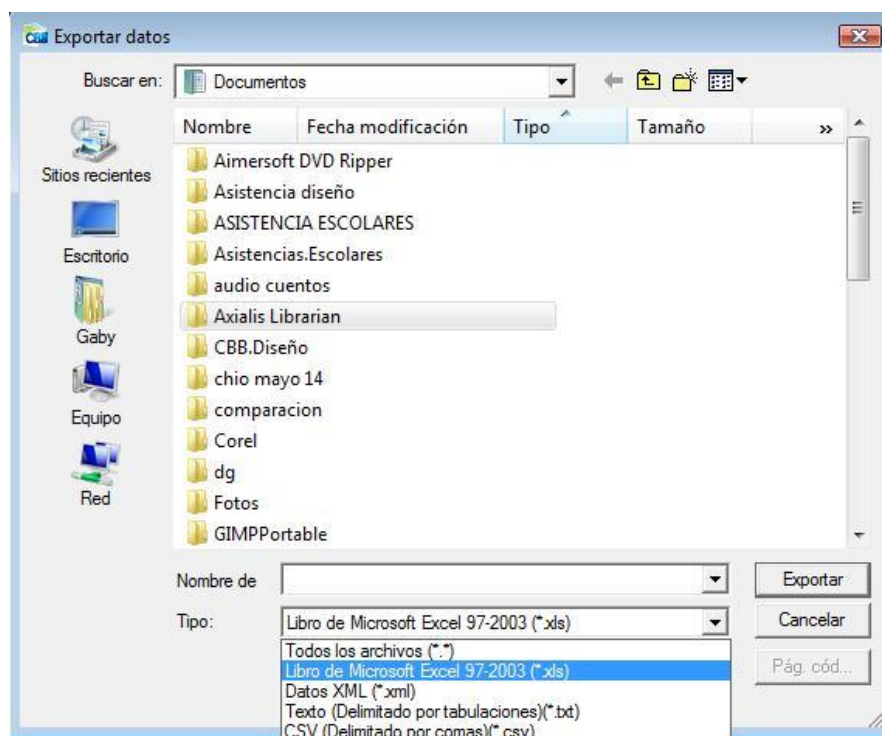 CBB Exportar datos
Buscar en: Documentos
Nombre Fecha modificación Tipo Tamaño »
Sitios recientes
Escritorio
Gaby
Equipo
Red
Aimersoft DVD Ripper
Asistencia diseño
ASISTENCIA ESCOLARES
Asistencias.Escolares
audio cuentos
Axialis Librarian
CBB.Diseño
chio mayo 14
comparacion
Corel
dg
Fotos
GIMPPortable
Nombre de
Exportar
Tipo: Libro de Microsoft Excel 97-2003 (*.xls)
Cancelar
Todos los archivos (*.*)
Libro de Microsoft Excel 97-2003 (*.xls)
Datos XML (*.xml)
Texto (Delimitado por tabulaciones)(*.txt)
CSV (Delimitado por comas)(*.csv)
Pág. cód...